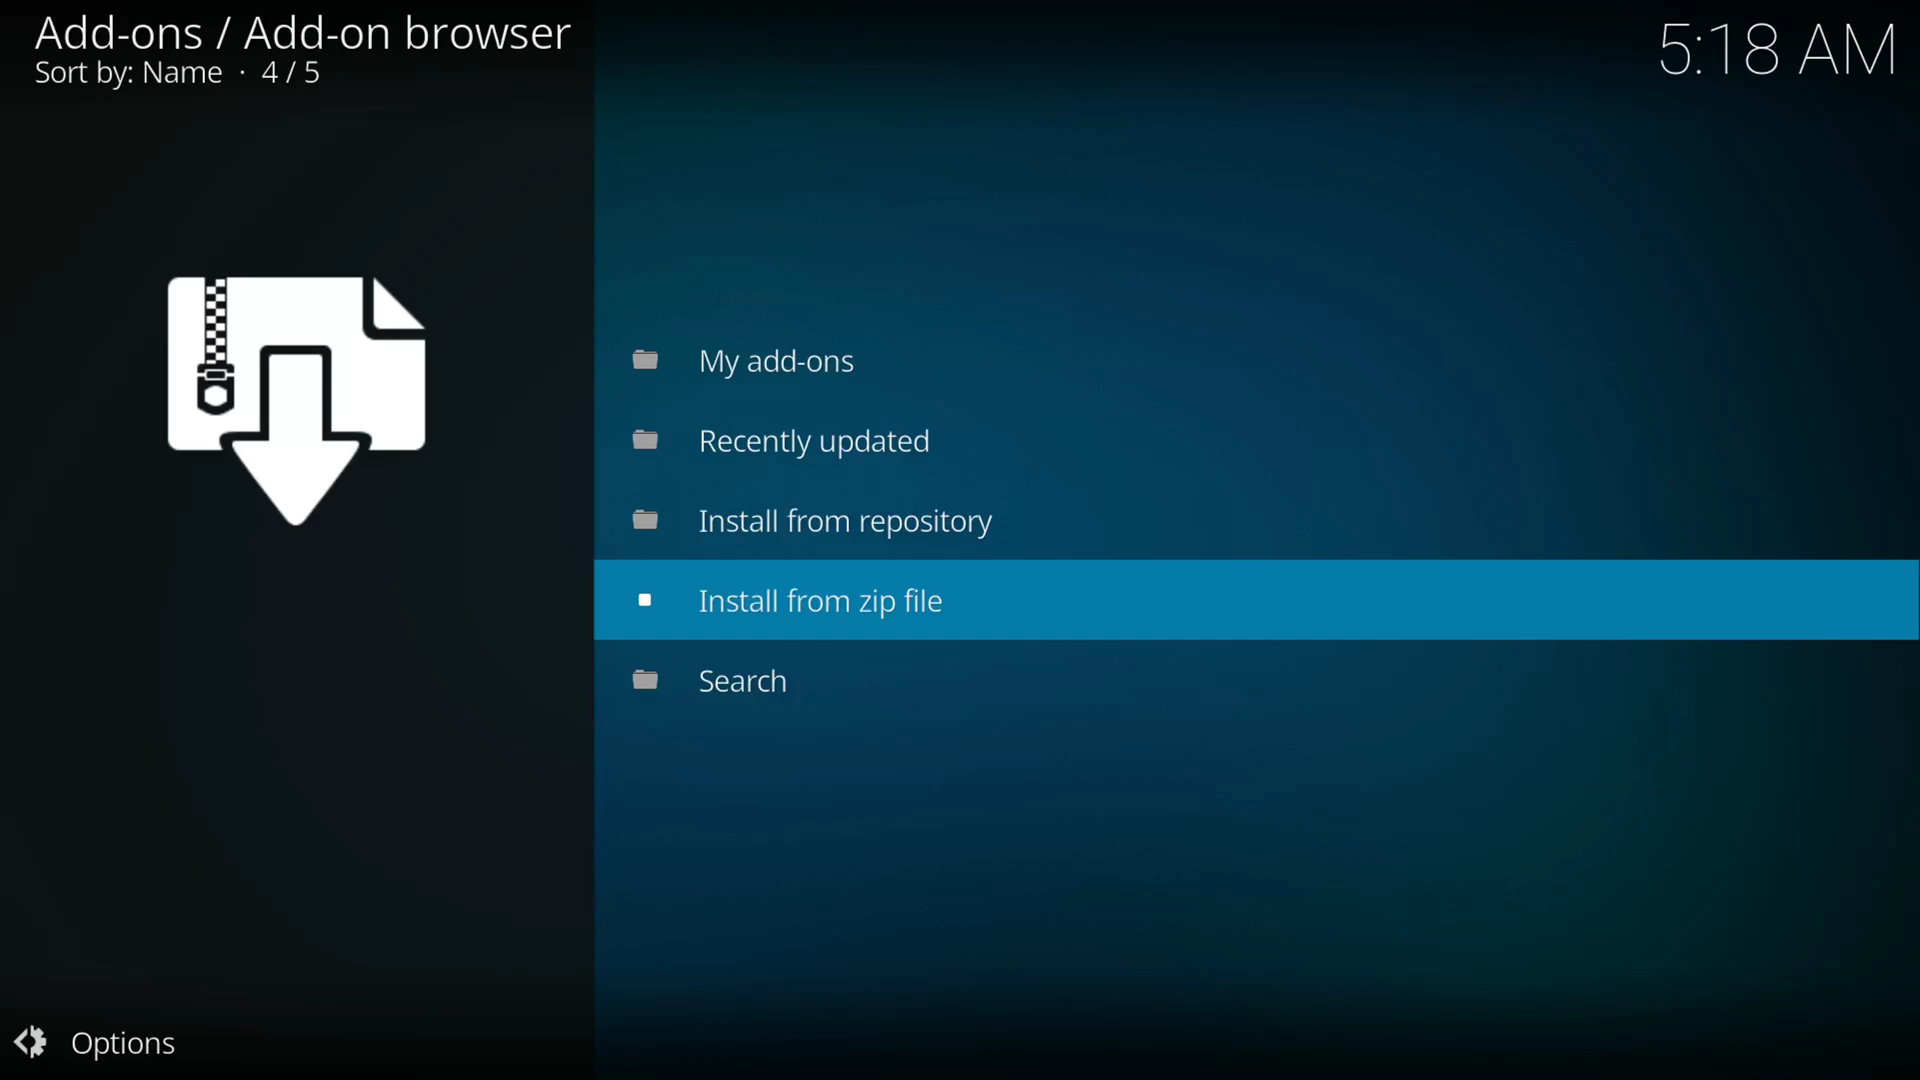 Add-ons / Add-on browser
Sort by: Name · 4 / 5
5:18 AM
My add-ons
Recently updated
Install from repository
Install from zip file
Search
Options